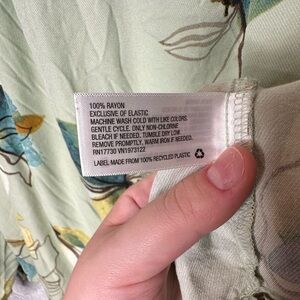 100% RAYON
EXCLUSIVE OF ELASTIC
MACHINE WASH COLD WITH LIKE COLORS.
GENTLE CYCLE. ONLY NON-CHLORINE
BLEACH IF NEEDED. TUMBLE DRY LOW.
REMOVE PROMPTLY. WARM IRON IF NEEDED.
RN17730 VN1973122
LABEL MADE FROM 100% RECYCLED PLASTIC